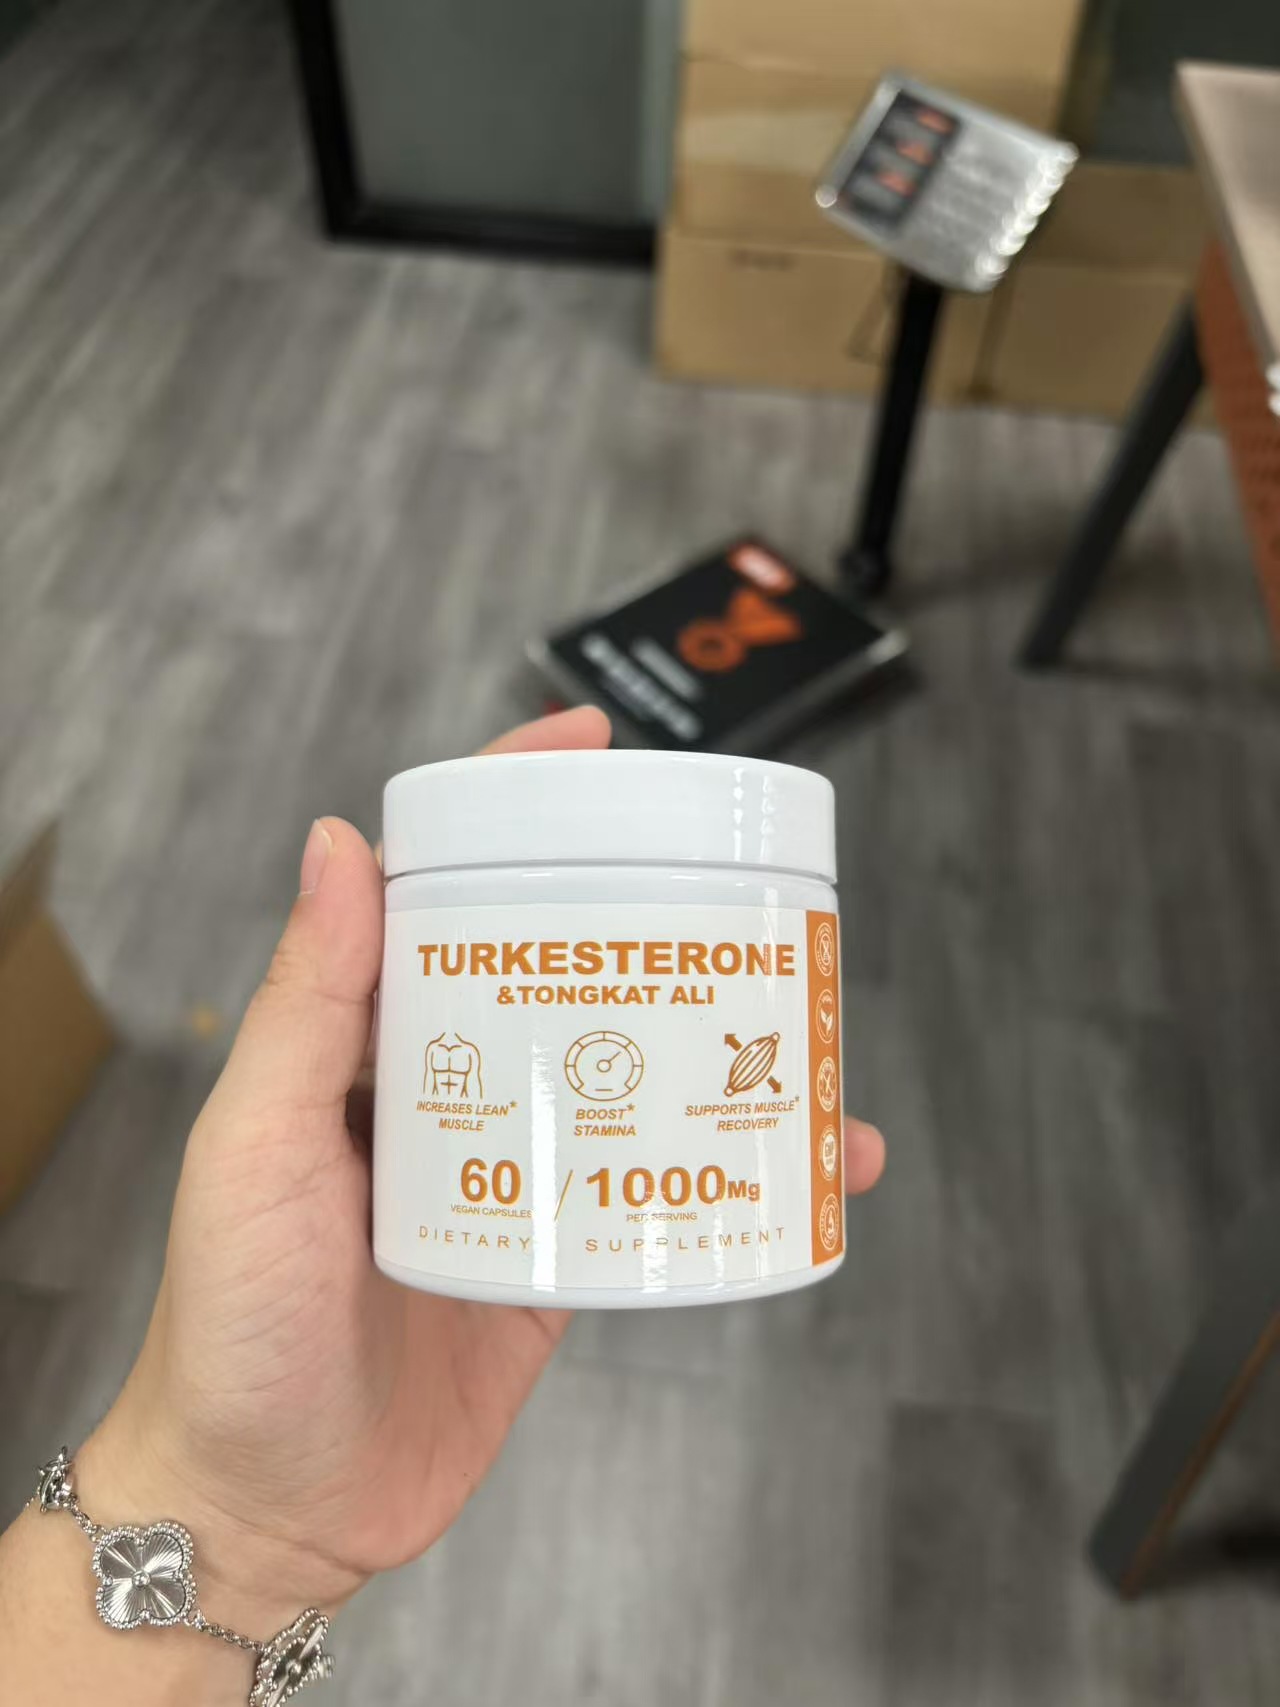 TURKESTERONE
&TONGKAT ALI
INCREASES LEAN*
MUSCLE
BOOST*
STAMINA
SUPPORTS MUSCLE*
RECOVERY
60 / 1000Mg
VEGAN CAPSULES PER SERVING
DIETARY SUPPLEMENT